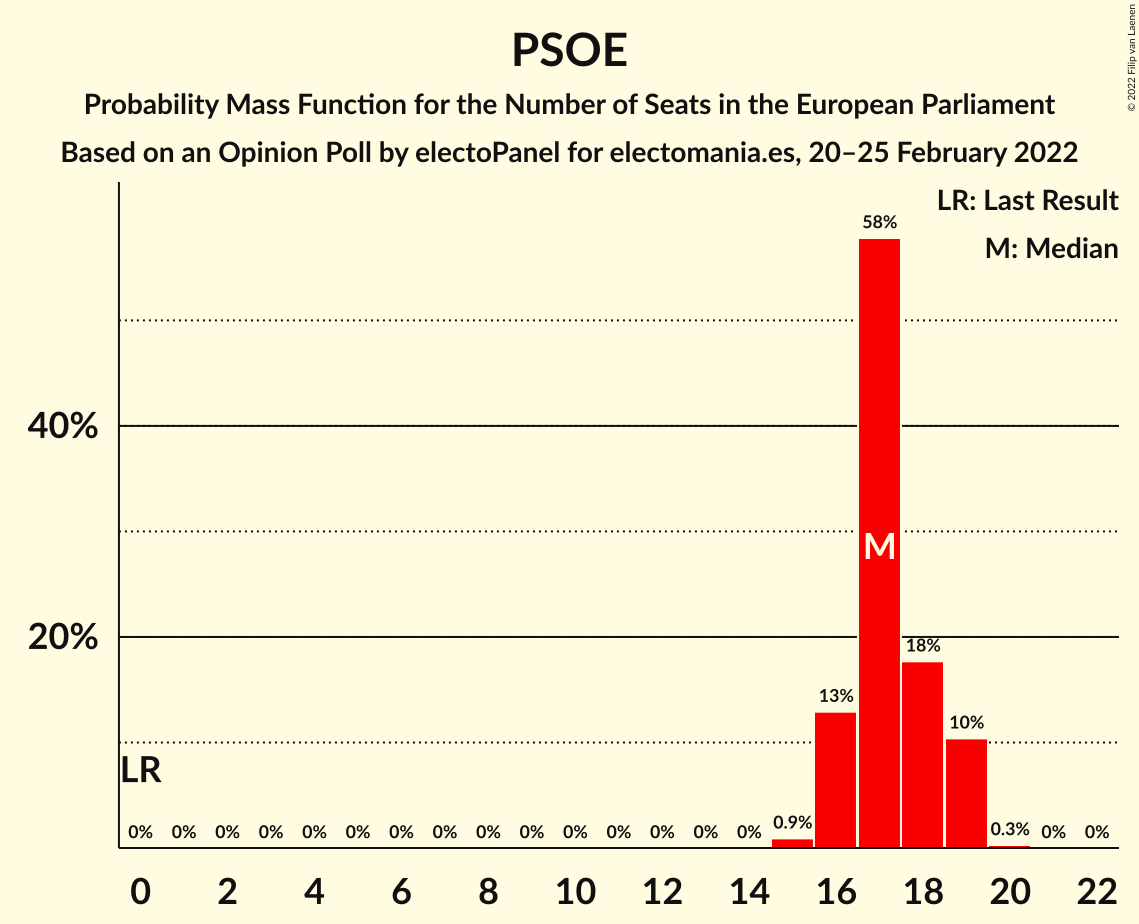 PSOE
Probability Mass Function for the Number of Seats in the European Parliament
Based on an Opinion Poll by electoPanel for electomania.es, 20–25 February 2022
© 2022 Filip van Laenen
LR: Last Result
M: Median
58%
40%
M
20%
18%
13%
10%
LR
0% 0% 0% 0% 0% 0% 0% 0% 0% 0% 0% 0% 0% 0% 0% 0.9% 0.3% 0% 0%
0 2 4 6 8 10 12 14 16 18 20 22